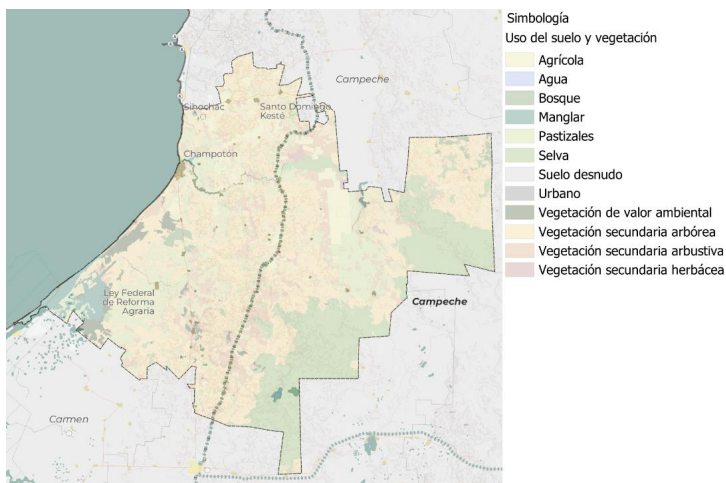 Simbología
Uso del suelo y vegetación
Agrícola
Agua
Bosque
Manglar
Pastizales
Selva
Suelo desnudo
Urbano
Vegetación de valor ambiental
Vegetación secundaria arbórea
Vegetación secundaria arbustiva
Vegetación secundaria herbácea
Campeche
Sihochac
Santo Domingo
Kesté
Champotón
Ley Federal
de Reforma
Agraria
Campeche
Carmen